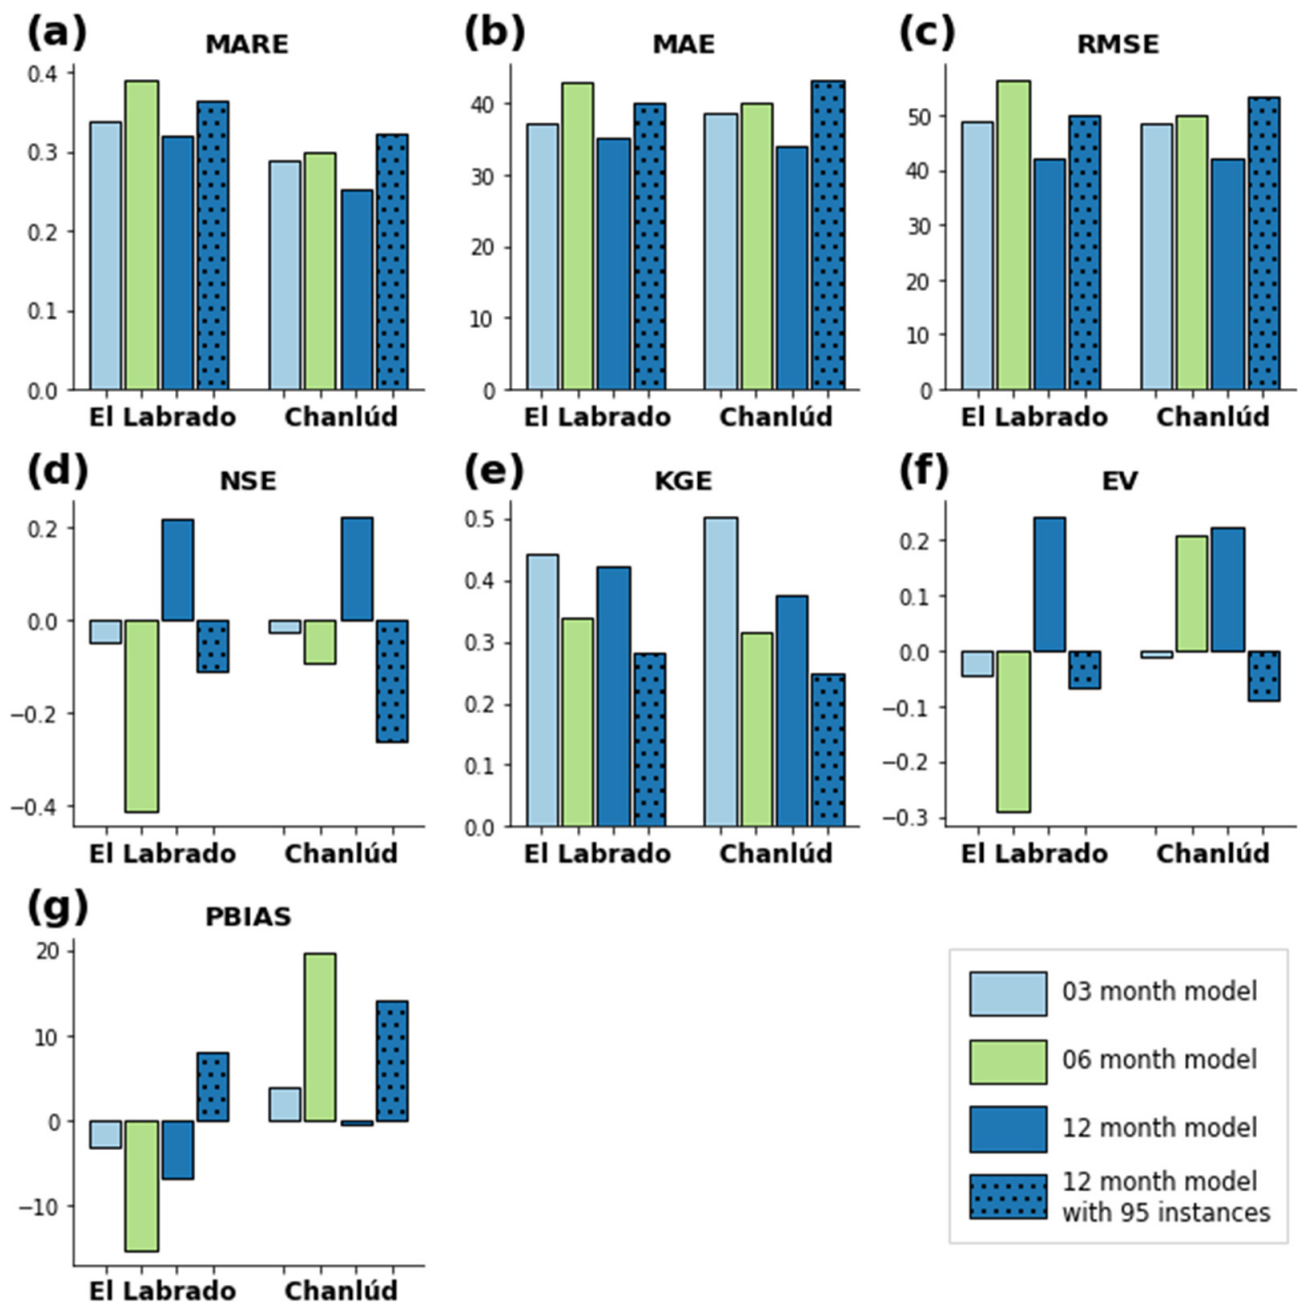 (a) MARE
0.4
0.3
0.2
0.1
0.0
El Labrado Chanlúd
(b) MAE
40
30
20
10
0
El Labrado Chanlúd
(c) RMSE
50
40
30
20
10
0
El Labrado Chanlúd
(d) NSE
0.2
0.0
−0.2
−0.4
El Labrado Chanlúd
(e) KGE
0.5
0.4
0.3
0.2
0.1
0.0
El Labrado Chanlúd
(f) EV
0.2
0.1
0.0
−0.1
−0.2
−0.3
El Labrado Chanlúd
(g) PBIAS
20
10
0
−10
El Labrado Chanlúd
03 month model
06 month model
12 month model
12 month model
with 95 instances